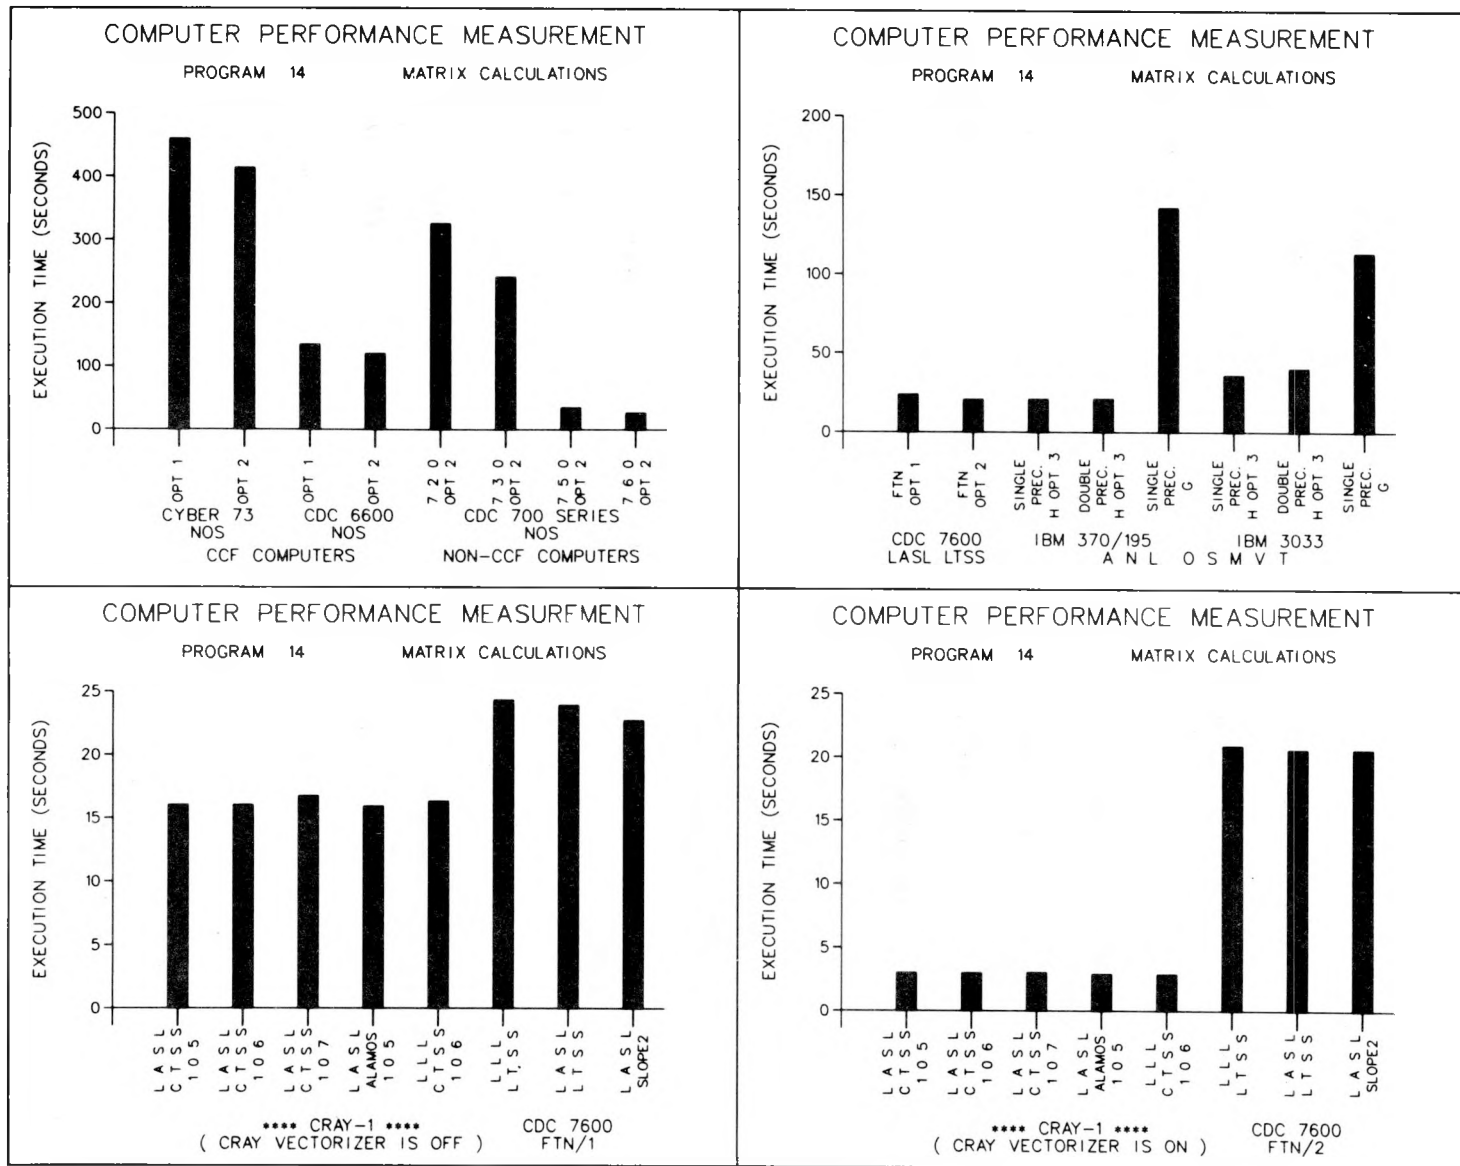 COMPUTER PERFORMANCE MEASUREMENT
PROGRAM 14 MATRIX CALCULATIONS
EXECUTION TIME (SECONDS)
500
400
300
200
100
0
OPT 1
OPT 2
OPT 1
OPT 2
7 2 0 OPT 2
7 3 0 OPT 2
7 5 0 OPT 2
7 6 0 OPT 2
CYBER 73 NOS
CDC 6600 NOS
CDC 700 SERIES NOS
CCF COMPUTERS
NON-CCF COMPUTERS
COMPUTER PERFORMANCE MEASUREMENT
PROGRAM 14 MATRIX CALCULATIONS
EXECUTION TIME (SECONDS)
200
150
100
50
0
FTN OPT 1
FTN OPT 2
SINGLE PREC. H OPT 3
DOUBLE PREC. H OPT 3
SINGLE PREC. G
SINGLE PREC. H OPT 3
DOUBLE PREC. H OPT 3
SINGLE PREC. G
CDC 7600 IBM 370/195 IBM 3033
LASL LTSS A N L O S M V T
COMPUTER PERFORMANCE MEASUREMENT
PROGRAM 14 MATRIX CALCULATIONS
EXECUTION TIME (SECONDS)
25
20
15
10
5
0
L A S L C T S S 1 0 5
L A S L C T S S 1 0 6
L A S L C T S S 1 0 7
L A S L ALAMOS 1 0 5
L L L C T S S 1 0 6
L L L L T S S
L A S L L T S S
L A S L SLOPE2
**** CRAY-1 **** CDC 7600
( CRAY VECTORIZER IS OFF ) FTN/1
COMPUTER PERFORMANCE MEASUREMENT
PROGRAM 14 MATRIX CALCULATIONS
EXECUTION TIME (SECONDS)
25
20
15
10
5
0
L A S L C T S S 1 0 5
L A S L C T S S 1 0 6
L A S L C T S S 1 0 7
L A S L ALAMOS 1 0 5
L L L C T S S 1 0 6
L L L L T S S
L A S L L T S S
L A S L SLOPE2
**** CRAY-1 **** CDC 7600
( CRAY VECTORIZER IS ON ) FTN/2